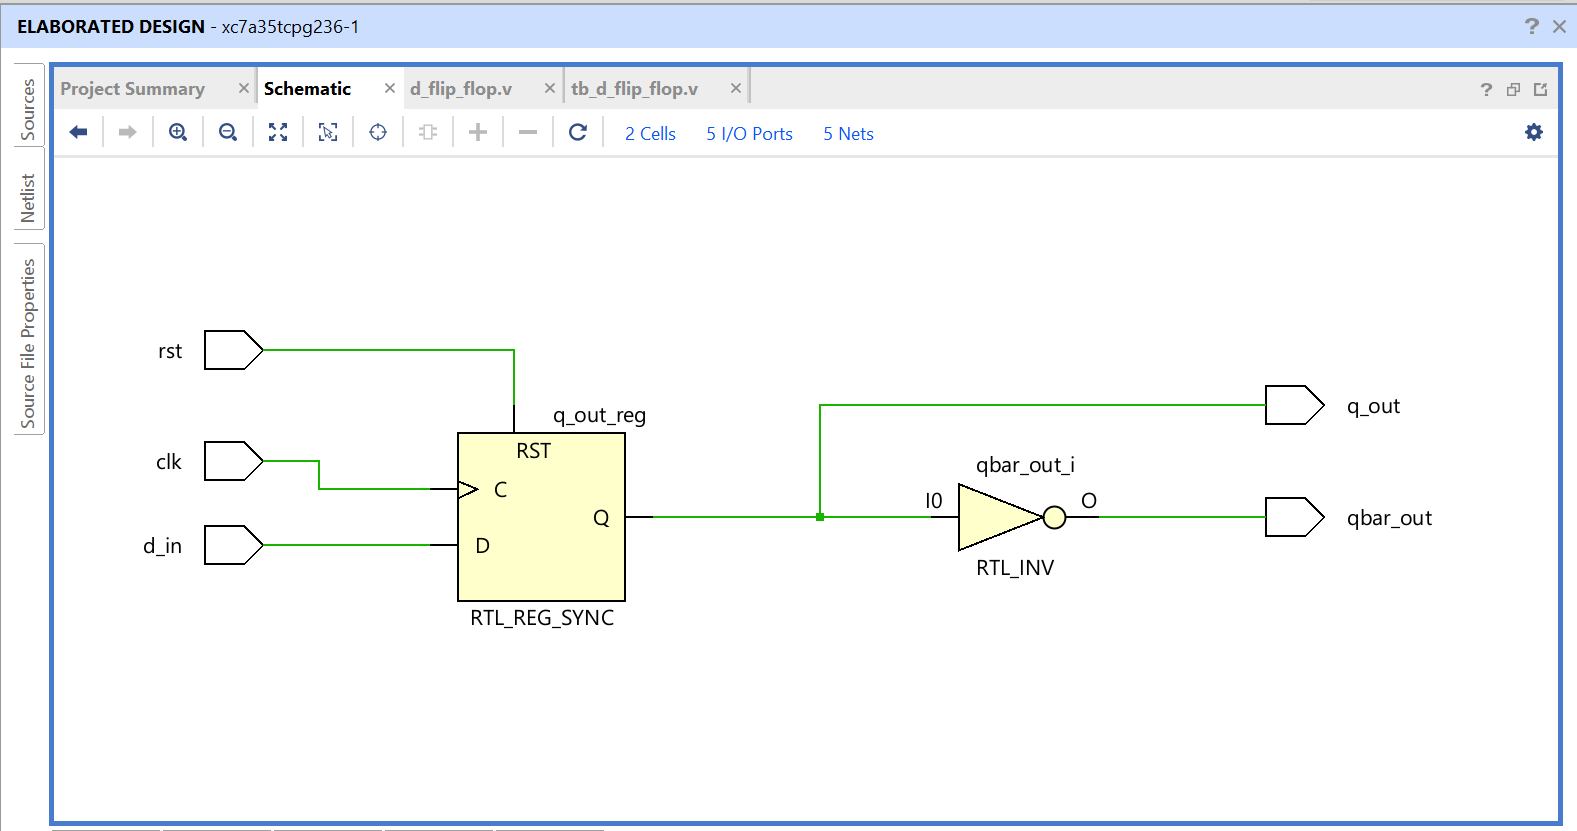 ELABORATED DESIGN - xc7a35tcpg236-1
? ×
Sources
Netlist
Source File Properties
Project Summary × Schematic × d_flip_flop.v × tb_d_flip_flop.v ×
?
2 Cells 5 I/O Ports 5 Nets
rst
clk
d_in
q_out_reg
RST
C
D
Q
RTL_REG_SYNC
qbar_out_i
I0
O
RTL_INV
q_out
qbar_out